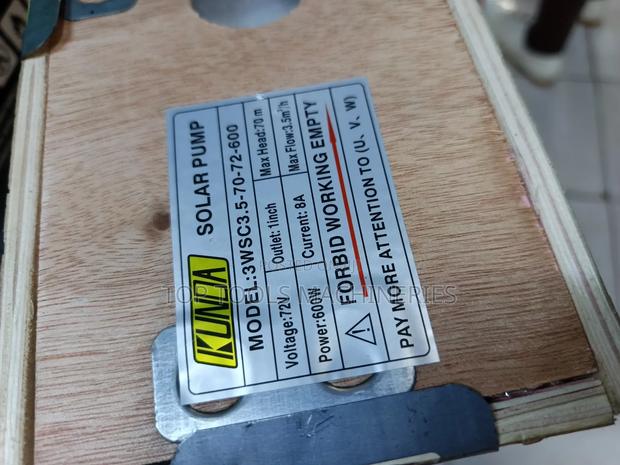 KUMA SOLAR PUMP
MODEL:3WSC3.5-70-72-600
Voltage:72V Outlet: 1inch Max Head:70 m
Power:600W Current: 8A Max Flow:3.5m³/h
FORBID WORKING EMPTY
PAY MORE ATTENTION TO (U、V、W)
TOP TOOLS MACHINERIES